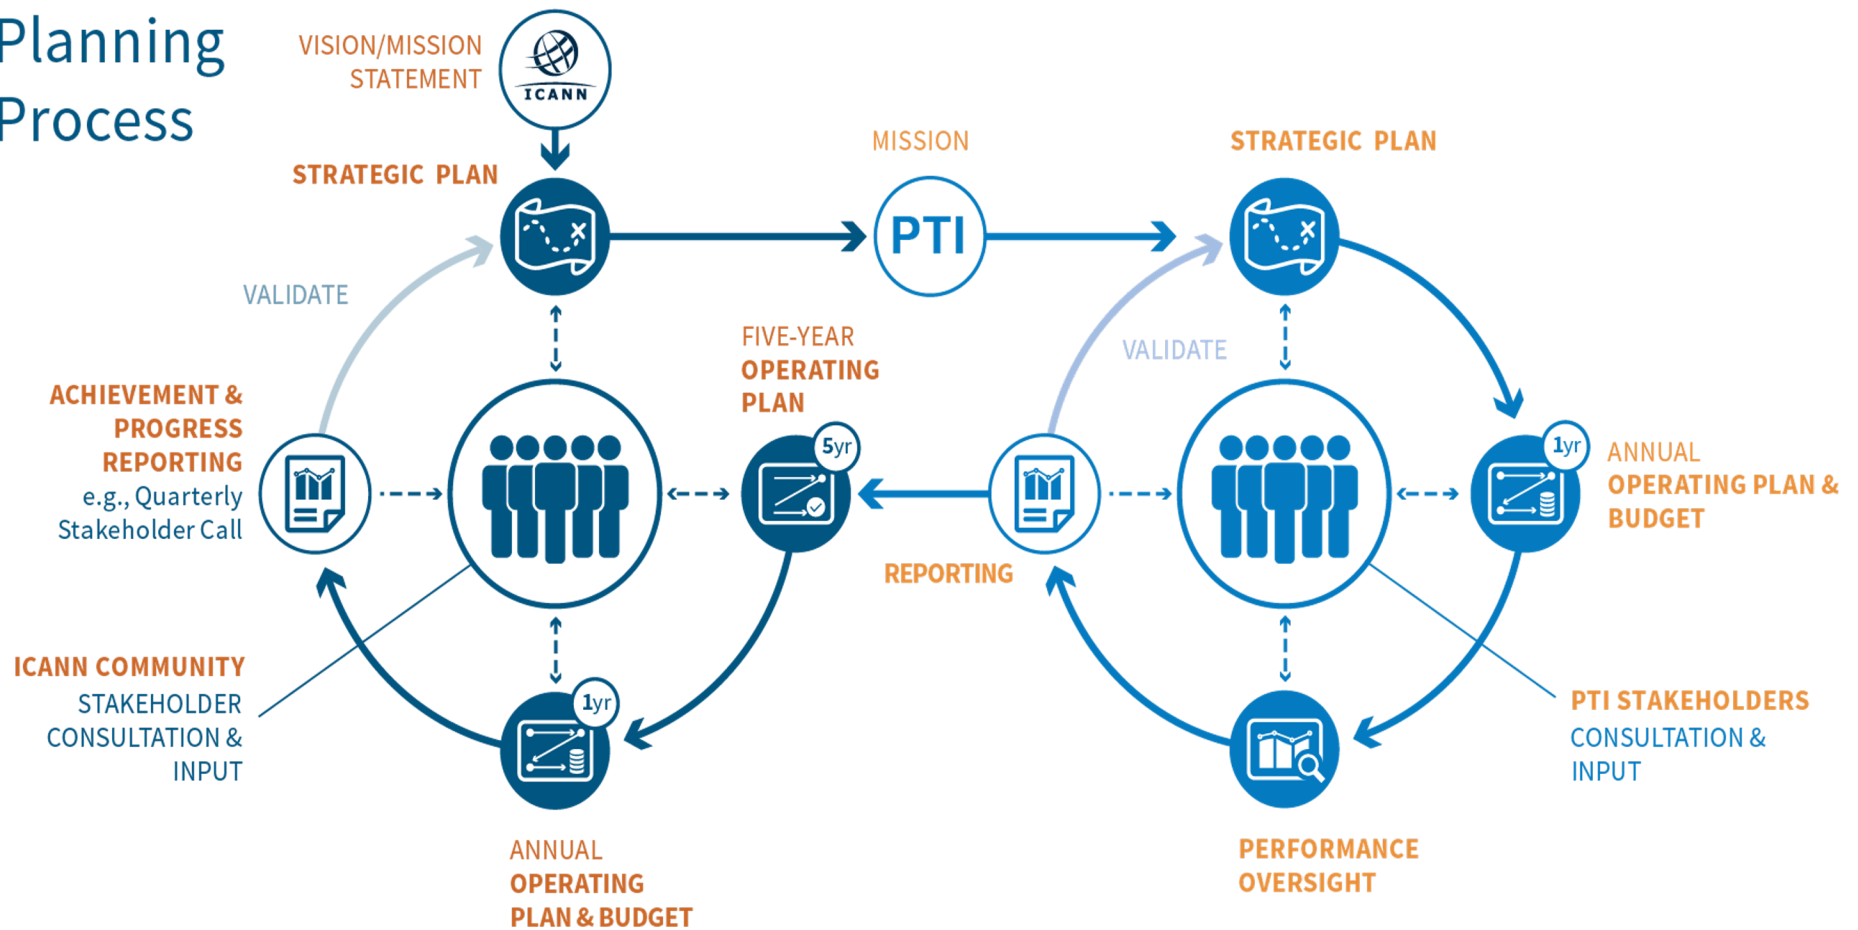 Planning
Process
VISION/MISSION
STATEMENT
ICANN
STRATEGIC PLAN
MISSION
PTI
STRATEGIC PLAN
VALIDATE
VALIDATE
FIVE-YEAR
OPERATING
PLAN
5yr
ACHIEVEMENT &
PROGRESS
REPORTING
e.g., Quarterly
Stakeholder Call
1yr
ANNUAL
OPERATING PLAN &
BUDGET
REPORTING
ICANN COMMUNITY
STAKEHOLDER
CONSULTATION &
INPUT
1yr
PTI STAKEHOLDERS
CONSULTATION &
INPUT
ANNUAL
OPERATING
PLAN & BUDGET
PERFORMANCE
OVERSIGHT